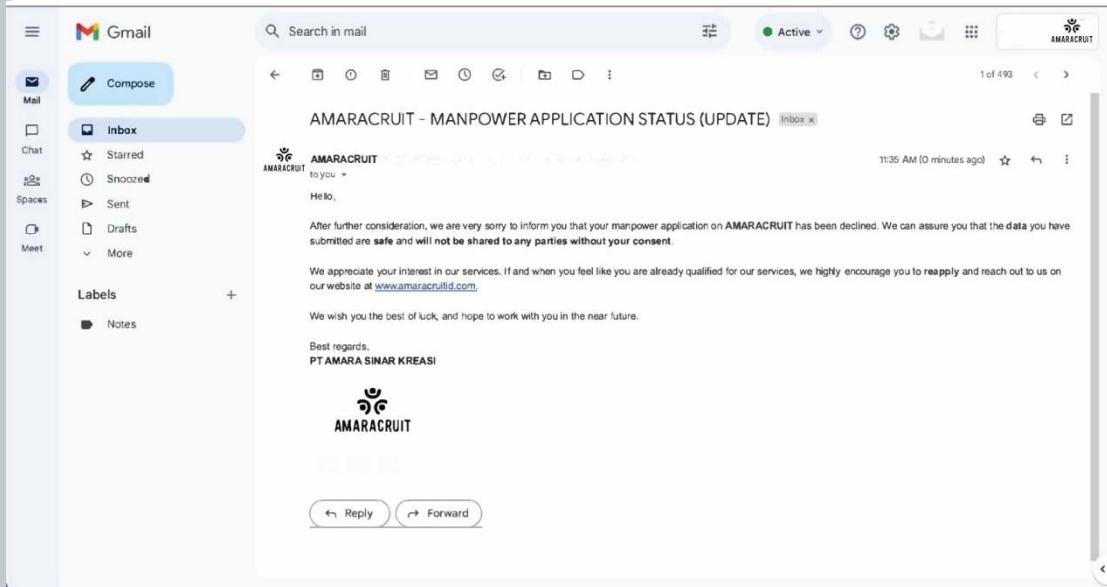 Gmail
Search in mail
Active
AMARACRUIT
Mail
Compose
1 of 493
Inbox
Chat
Starred
Snoozed
Spaces
Sent
Drafts
Meet
More
Labels
Notes
AMARACRUIT - MANPOWER APPLICATION STATUS (UPDATE) Inbox x
AMARACRUIT
AMARACRUIT
11:35 AM (0 minutes ago)
to you
Hello,
After further consideration, we are very sorry to inform you that your manpower application on AMARACRUIT has been declined. We can assure you that the data you have
submitted are safe and will not be shared to any parties without your consent.
We appreciate your interest in our services. If and when you feel like you are already qualified for our services, we highly encourage you to reapply and reach out to us on
our website at www.amaracruitid.com.
We wish you the best of luck, and hope to work with you in the near future.
Best regards,
PT AMARA SINAR KREASI
AMARACRUIT
Reply
Forward